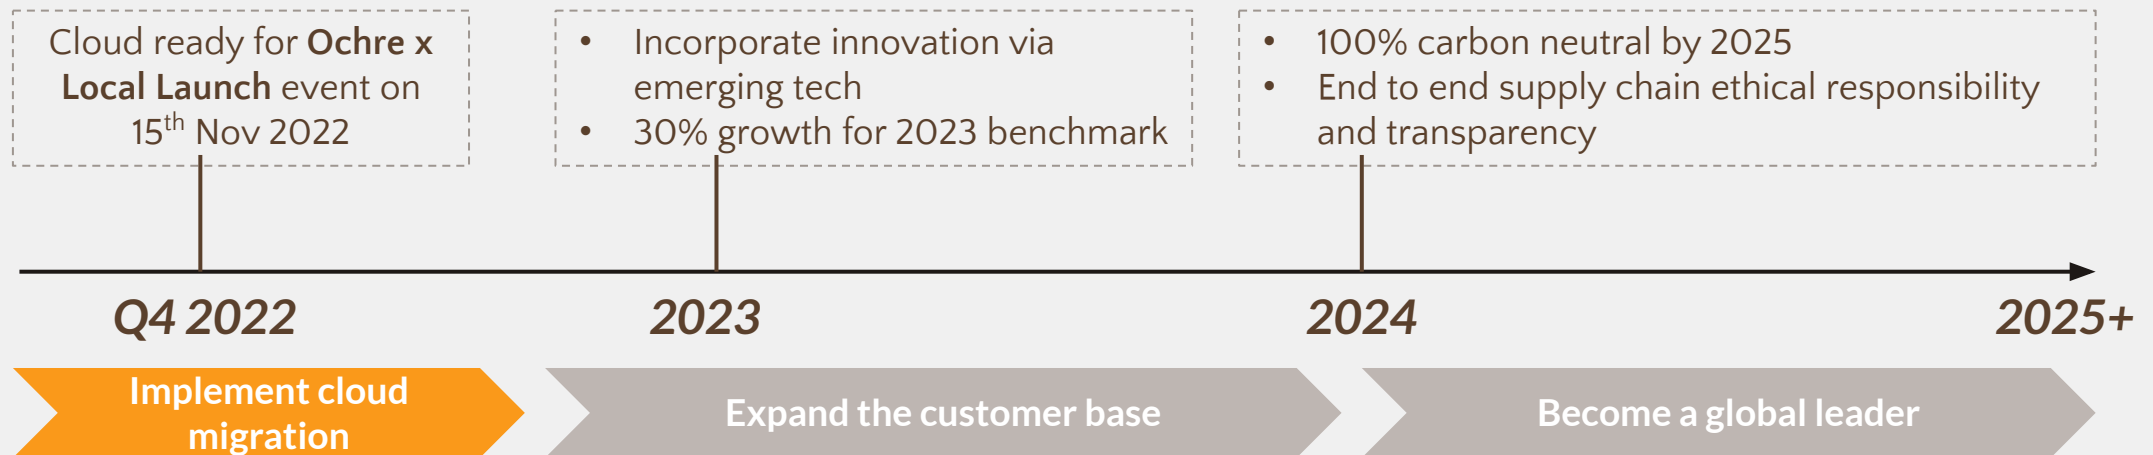 Cloud ready for Ochre x
Local Launch event on
15th Nov 2022
• Incorporate innovation via
emerging tech
• 30% growth for 2023 benchmark
• 100% carbon neutral by 2025
• End to end supply chain ethical responsibility
and transparency
Q4 2022
2023
2024
2025+
Implement cloud
migration
Expand the customer base
Become a global leader